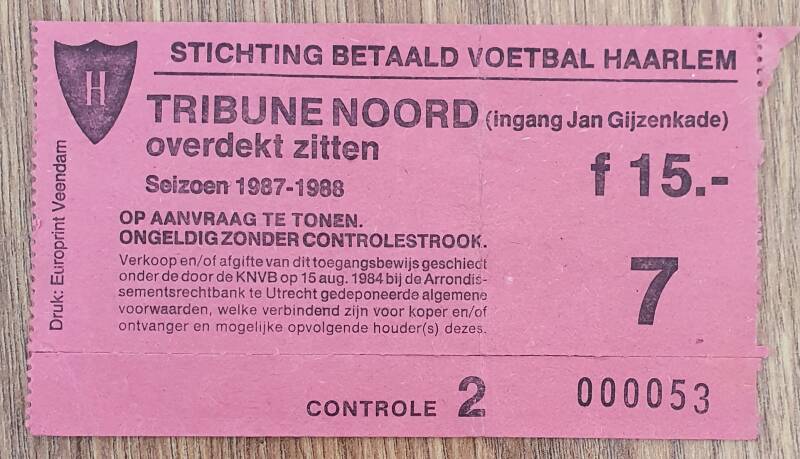 H
STICHTING BETAALD VOETBAL HAARLEM
TRIBUNE NOORD (ingang Jan Gijzenkade)
overdekt zitten
f 15.-
Seizoen 1987-1988
OP AANVRAAG TE TONEN.
ONGELDIG ZONDER CONTROLESTROOK.
Verkoop en/of afgifte van dit toegangsbewijs geschiedt
onder de door de KNVB op 15 aug. 1984 bij de Arrondis-
sementsrechtbank te Utrecht gedeponeerde algemene
voorwaarden, welke verbindend zijn voor koper en/of
ontvanger en mogelijke opvolgende houder(s) dezes.
7
Druk: Europrint Veendam
CONTROLE 2 000053